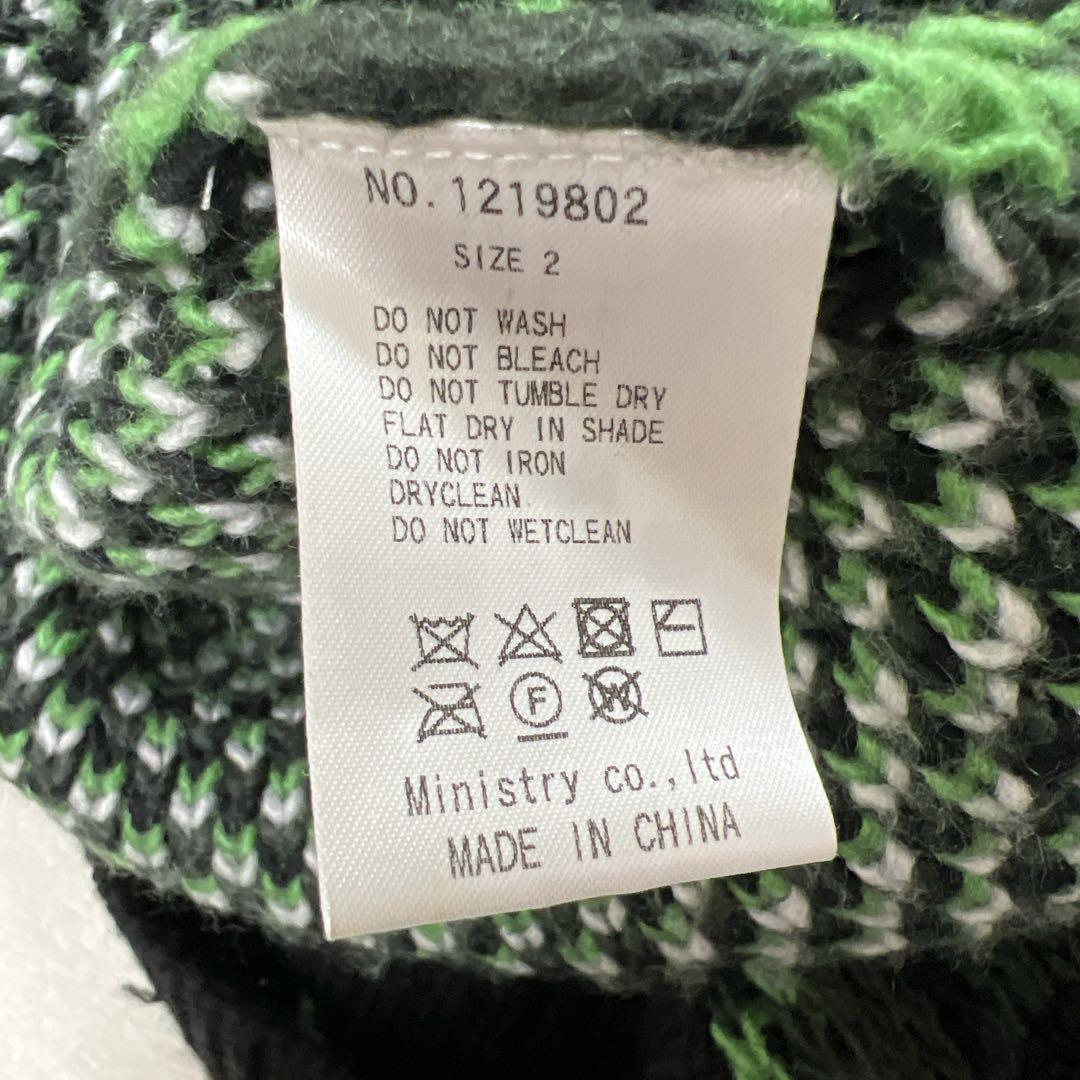 NO. 1219802
SIZE 2
DO NOT WASH
DO NOT BLEACH
DO NOT TUMBLE DRY
FLAT DRY IN SHADE
DO NOT IRON
DRYCLEAN
DO NOT WETCLEAN
F W
Ministry co.,ltd
MADE IN CHINA